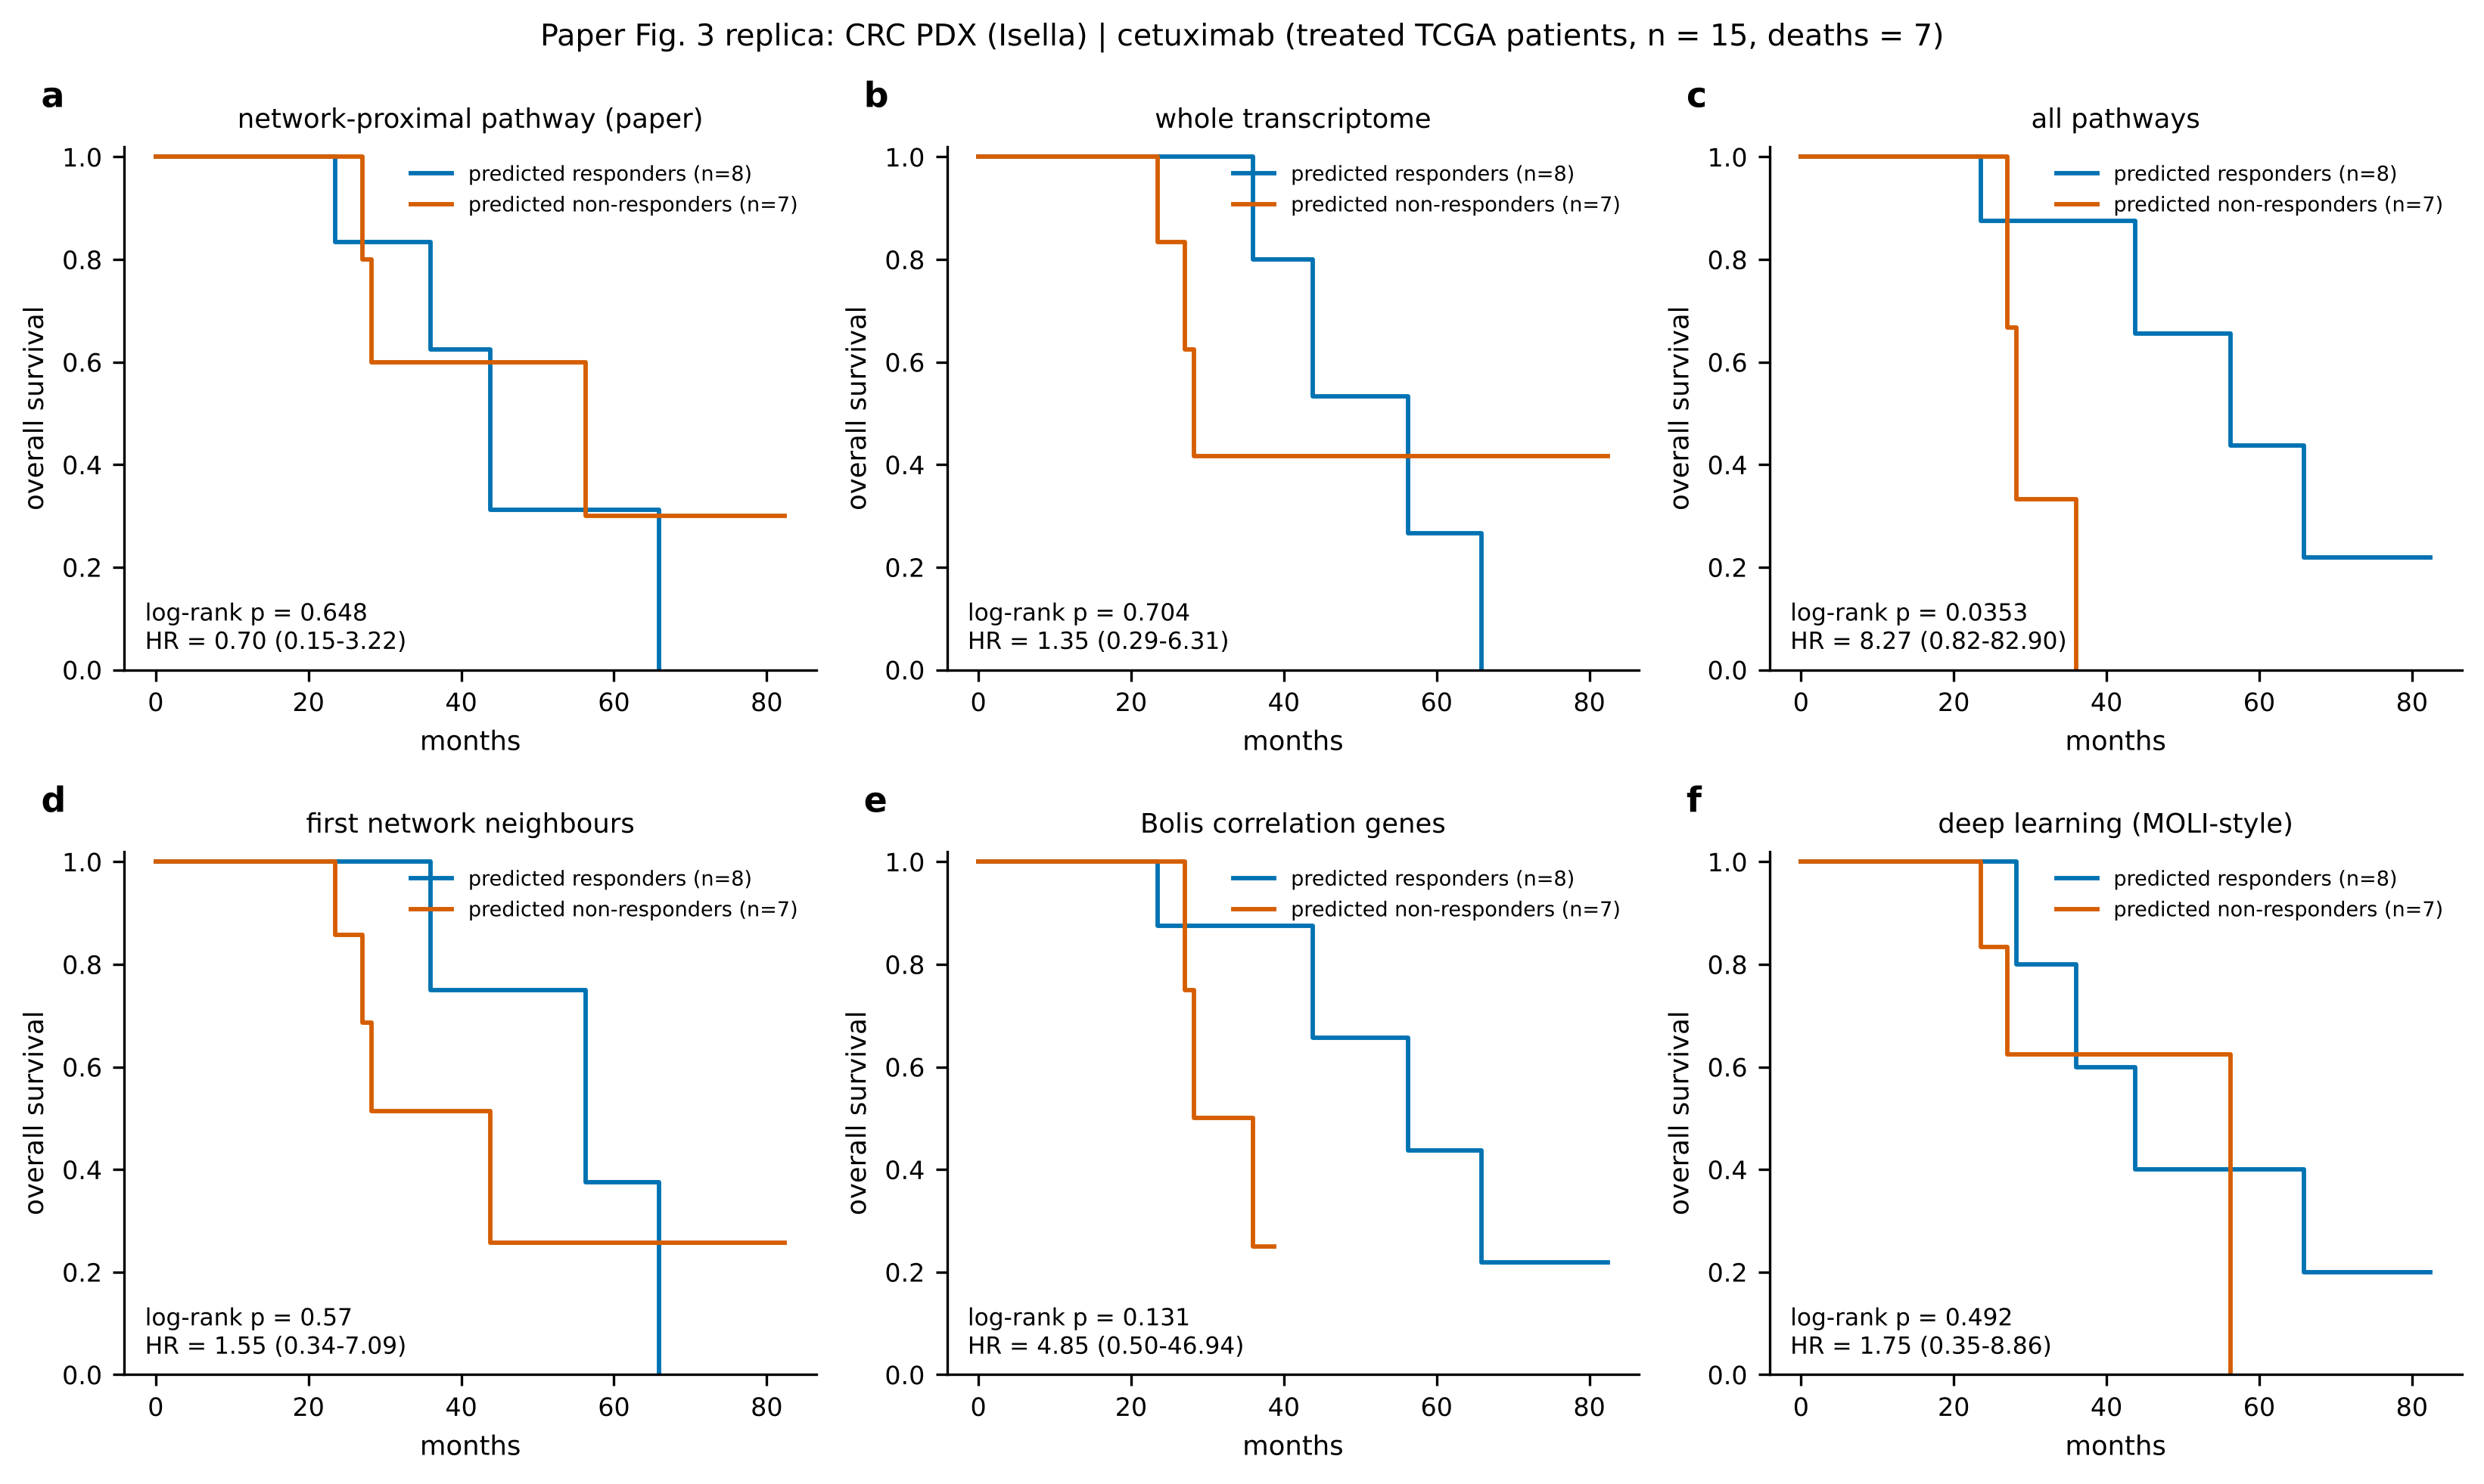 Paper Fig. 3 replica: CRC PDX (Isella) | cetuximab (treated TCGA patients, n = 15, deaths = 7)
a
network-proximal pathway (paper)
predicted responders (n=8)
predicted non-responders (n=7)
overall survival
1.0
0.8
0.6
0.4
0.2
0.0
log-rank p = 0.648
HR = 0.70 (0.15-3.22)
0 20 40 60 80
months
b
whole transcriptome
predicted responders (n=8)
predicted non-responders (n=7)
overall survival
1.0
0.8
0.6
0.4
0.2
0.0
log-rank p = 0.704
HR = 1.35 (0.29-6.31)
0 20 40 60 80
months
c
all pathways
predicted responders (n=8)
predicted non-responders (n=7)
overall survival
1.0
0.8
0.6
0.4
0.2
0.0
log-rank p = 0.0353
HR = 8.27 (0.82-82.90)
0 20 40 60 80
months
d
first network neighbours
predicted responders (n=8)
predicted non-responders (n=7)
overall survival
1.0
0.8
0.6
0.4
0.2
0.0
log-rank p = 0.57
HR = 1.55 (0.34-7.09)
0 20 40 60 80
months
e
Bolis correlation genes
predicted responders (n=8)
predicted non-responders (n=7)
overall survival
1.0
0.8
0.6
0.4
0.2
0.0
log-rank p = 0.131
HR = 4.85 (0.50-46.94)
0 20 40 60 80
months
f
deep learning (MOLI-style)
predicted responders (n=8)
predicted non-responders (n=7)
overall survival
1.0
0.8
0.6
0.4
0.2
0.0
log-rank p = 0.492
HR = 1.75 (0.35-8.86)
0 20 40 60 80
months